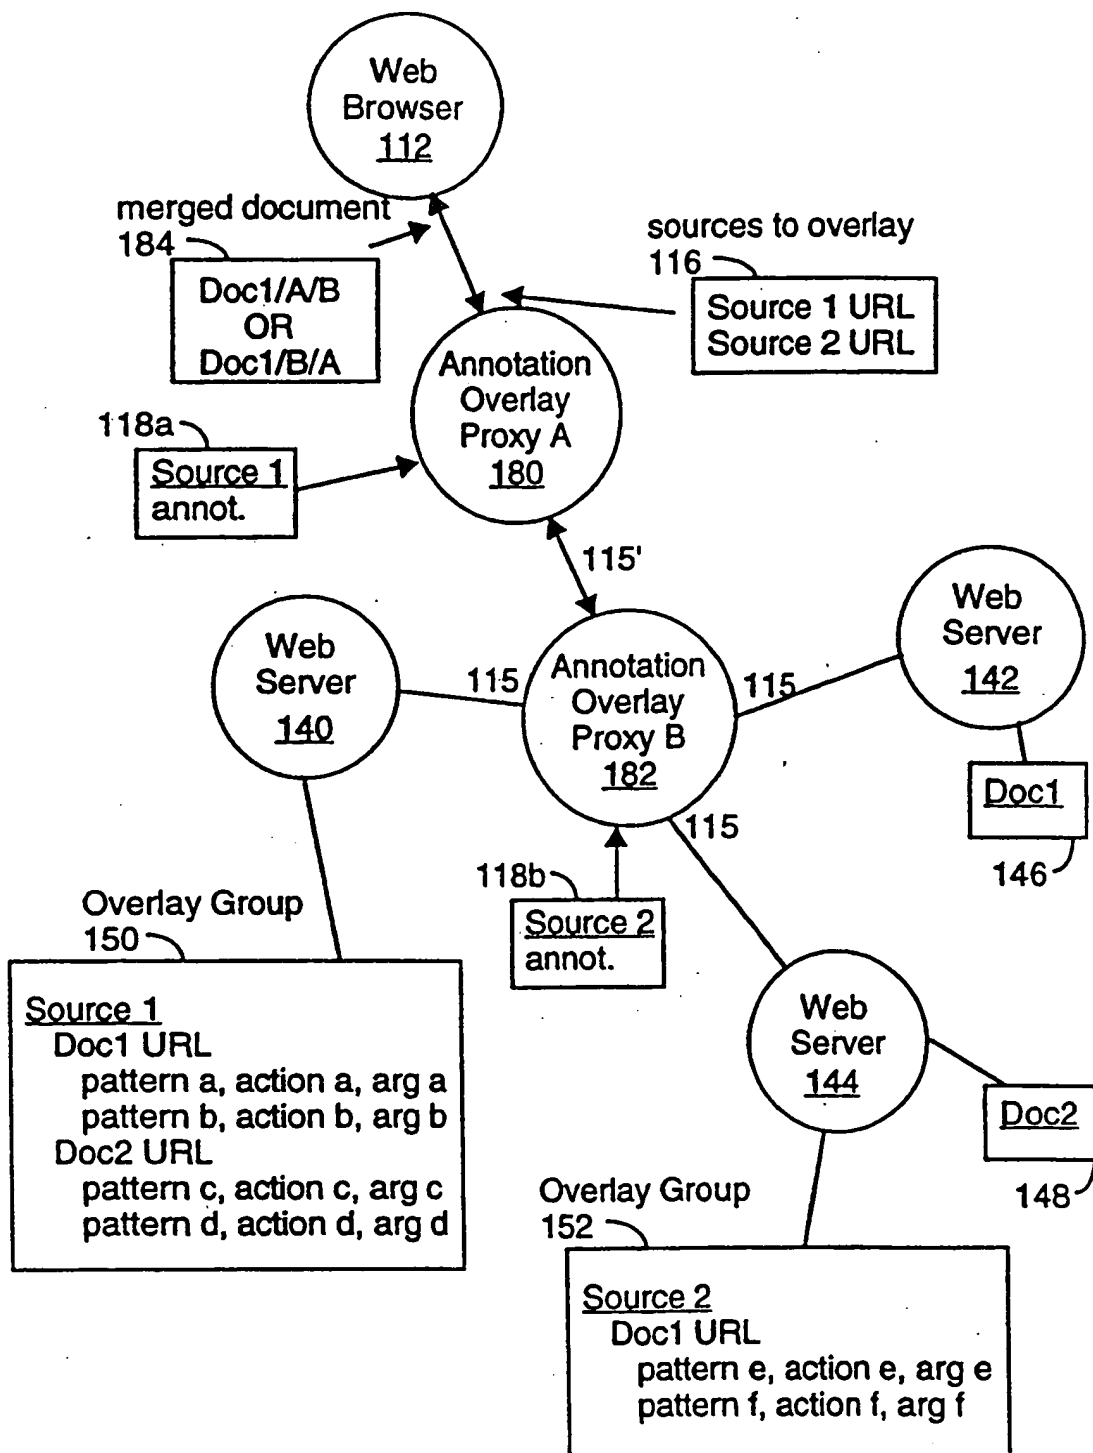 Web
Browser
112
merged document
184
Doc1/A/B
OR
Doc1/B/A
sources to overlay
116
Source 1 URL
Source 2 URL
Annotation
Overlay
Proxy A
180
118a
Source 1
annot.
115'
Web
Server
140
115
Annotation
Overlay
Proxy B
182
115
Web
Server
142
Doc1
146
115
118b
Source 2
annot.
Overlay Group
150
Source 1
Doc1 URL
pattern a, action a, arg a
pattern b, action b, arg b
Doc2 URL
pattern c, action c, arg c
pattern d, action d, arg d
Web
Server
144
Doc2
148
Overlay Group
152
Source 2
Doc1 URL
pattern e, action e, arg e
pattern f, action f, arg f